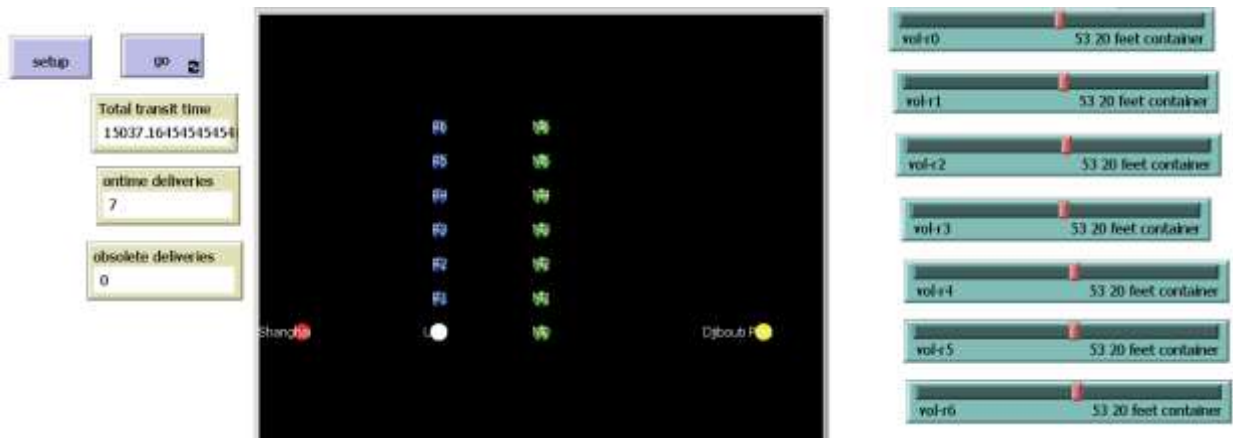 setup
go
Total transit time
15037.16454545454
ontime deliveries
7
obsolete deliveries
0
Shanghai
Djibouti
vol-r0 53 20 feet container
vol-r1 53 20 feet container
vol-r2 53 20 feet container
vol-r3 53 20 feet container
vol-r4 53 20 feet container
vol-r5 53 20 feet container
vol-r6 53 20 feet container